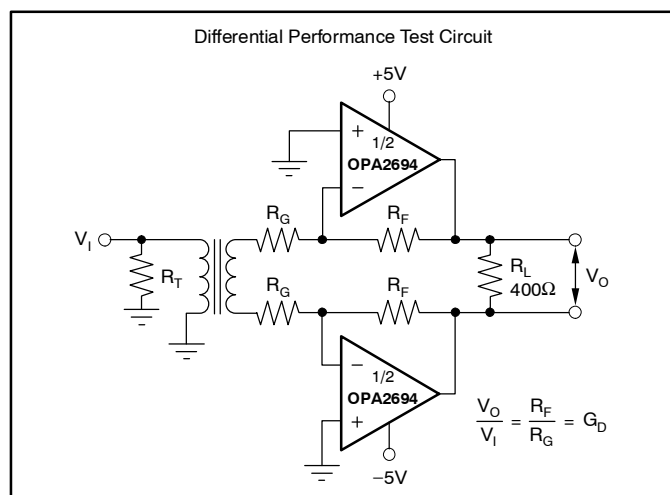 Differential Performance Test Circuit
+5V
+
1/2
OPA2694
−
R_G
R_F
V_I
R_T
R_L
400Ω
V_O
R_G
R_F
−
1/2
OPA2694
+
V_O/V_I = R_F/R_G = G_D
−5V